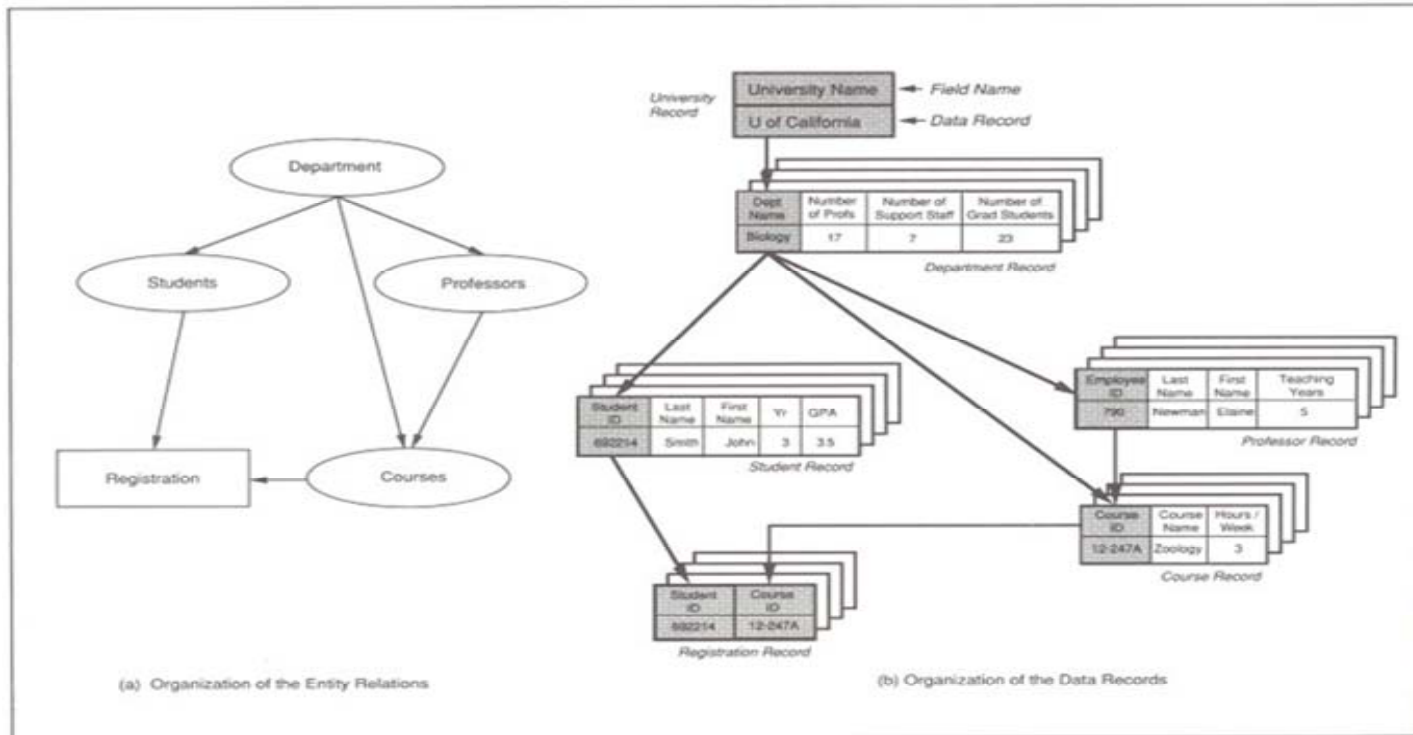 Department
Students
Professors
Registration
Courses
(a) Organization of the Entity Relations
University Record
University Name
Field Name
U of California
Data Record
Dept Name
Number of Profs
Number of Support Staff
Number of Grad Students
Biology
17
7
23
Department Record
Student ID
Last Name
First Name
Yr
GPA
692214
Smith
John
3
3.5
Student Record
Employee ID
Last Name
First Name
Teaching Years
790
Newman
Elaine
5
Professor Record
Course ID
Course Name
Hours / Week
12-247A
Zoology
3
Course Record
Student ID
Course ID
692214
12-247A
Registration Record
(b) Organization of the Data Records